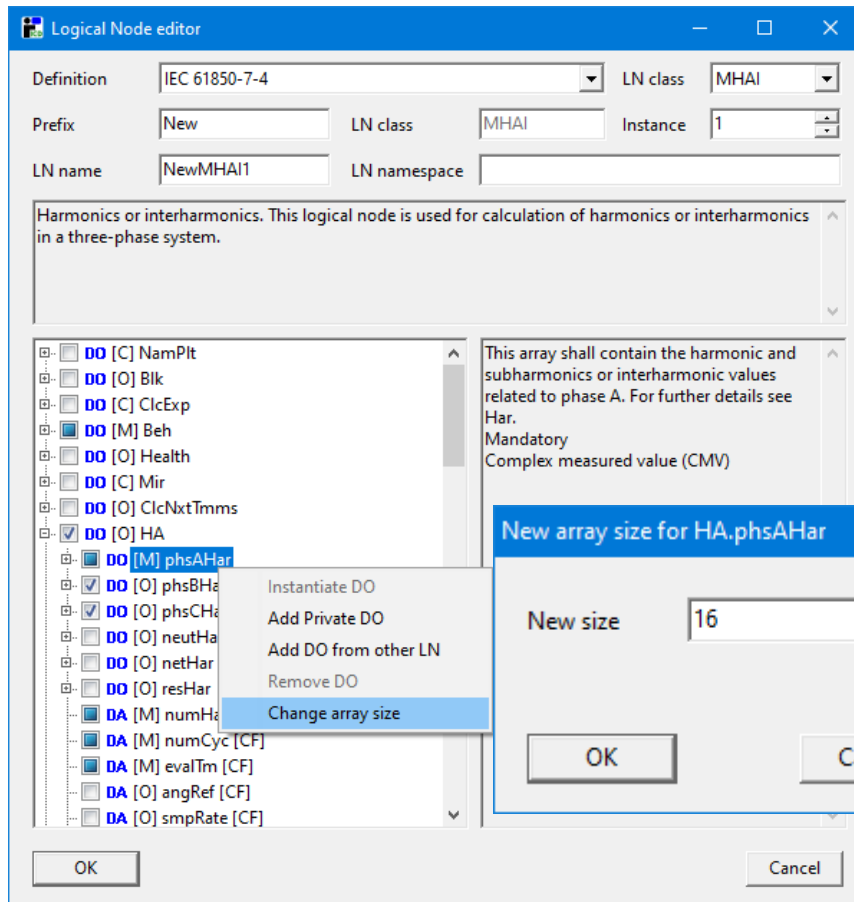 Logical Node editor
Definition IEC 61850-7-4 LN class MHAI
Prefix New LN class MHAI Instance 1
LN name NewMHAI1 LN namespace
Harmonics or interharmonics. This logical node is used for calculation of harmonics or interharmonics
in a three-phase system.
DO [C] NamPlt
DO [O] Blk
DO [C] ClcExp
DO [M] Beh
DO [O] Health
DO [C] Mir
DO [O] ClcNxtTmms
DO [O] HA
DO [M] phsAHar
DO [O] phsBHa
DO [O] phsCHa
DO [O] neutHa
DO [O] netHar
DO [O] resHar
DA [M] numHa
DA [M] numCyc [CF]
DA [M] evalTm [CF]
DA [O] angRef [CF]
DA [O] smpRate [CF]
Instantiate DO
Add Private DO
Add DO from other LN
Remove DO
Change array size
This array shall contain the harmonic and
subharmonics or interharmonic values
related to phase A. For further details see
Har.
Mandatory
Complex measured value (CMV)
New array size for HA.phsAHar
New size 16
OK C
OK Cancel